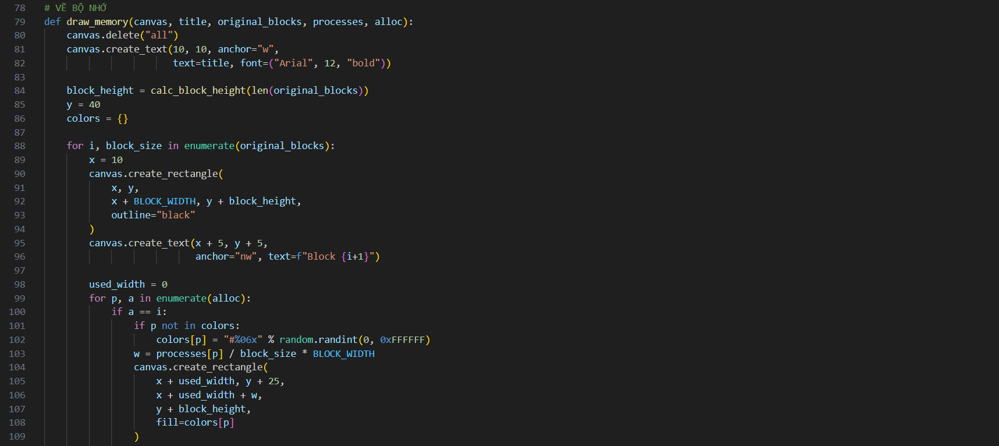 78 # VẼ BỘ NHỚ
79 def draw_memory(canvas, title, original_blocks, processes, alloc):
80     canvas.delete("all")
81     canvas.create_text(10, 10, anchor="w",
82                        text=title, font=("Arial", 12, "bold"))
83
84     block_height = calc_block_height(len(original_blocks))
85     y = 40
86     colors = {}
87
88     for i, block_size in enumerate(original_blocks):
89         x = 10
90         canvas.create_rectangle(
91             x, y,
92             x + BLOCK_WIDTH, y + block_height,
93             outline="black"
94         )
95         canvas.create_text(x + 5, y + 5,
96                            anchor="nw", text=f"Block {i+1}")
97
98         used_width = 0
99         for p, a in enumerate(alloc):
100             if a == i:
101                 if p not in colors:
102                     colors[p] = "#%06x" % random.randint(0, 0xFFFFFF)
103                 w = processes[p] / block_size * BLOCK_WIDTH
104                 canvas.create_rectangle(
105                     x + used_width, y + 25,
106                     x + used_width + w,
107                     y + block_height,
108                     fill=colors[p]
109                 )